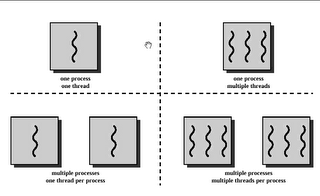 one process
one thread
one process
multiple threads
multiple processes
one thread per process
multiple processes
multiple threads per process